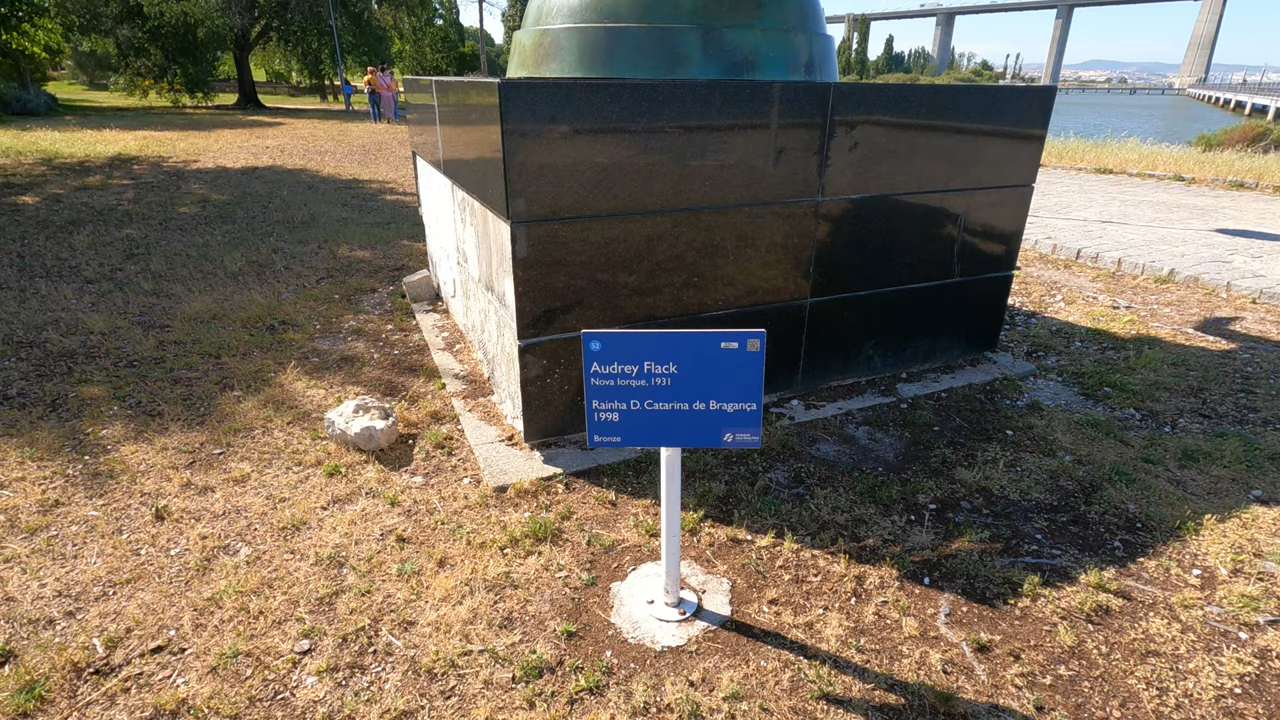 52
Audrey Flack
Nova Iorque, 1931
Rainha D. Catarina de Bragança
1998
Bronze